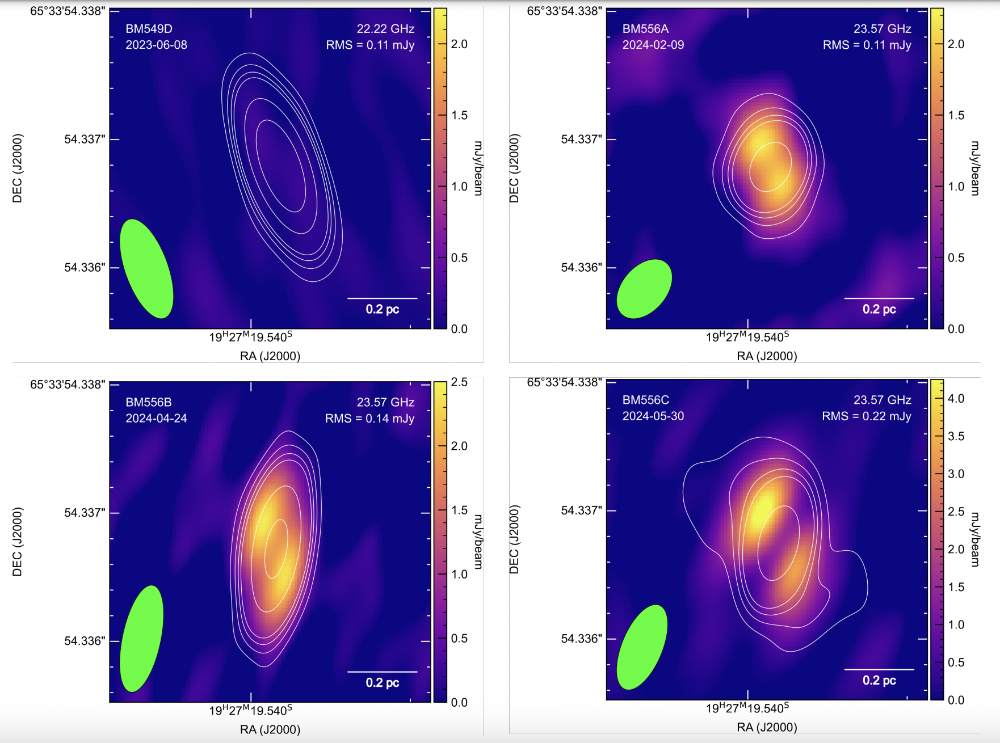 65°33'54.338"
BM549D
2023-06-08
22.22 GHz
RMS = 0.11 mJy
54.337"
54.336"
DEC (J2000)
0.2 pc
19ᴴ27ᴹ19.540ˢ
RA (J2000)
2.0
1.5
1.0
0.5
0.0
mJy/beam
65°33'54.338"
BM556A
2024-02-09
23.57 GHz
RMS = 0.11 mJy
54.337"
54.336"
DEC (J2000)
0.2 pc
19ᴴ27ᴹ19.540ˢ
RA (J2000)
2.0
1.5
1.0
0.5
0.0
mJy/beam
65°33'54.338"
BM556B
2024-04-24
23.57 GHz
RMS = 0.14 mJy
54.337"
54.336"
DEC (J2000)
0.2 pc
19ᴴ27ᴹ19.540ˢ
RA (J2000)
2.5
2.0
1.5
1.0
0.5
0.0
mJy/beam
65°33'54.338"
BM556C
2024-05-30
23.57 GHz
RMS = 0.22 mJy
54.337"
54.336"
DEC (J2000)
0.2 pc
19ᴴ27ᴹ19.540ˢ
RA (J2000)
4.0
3.5
3.0
2.5
2.0
1.5
1.0
0.5
0.0
mJy/beam